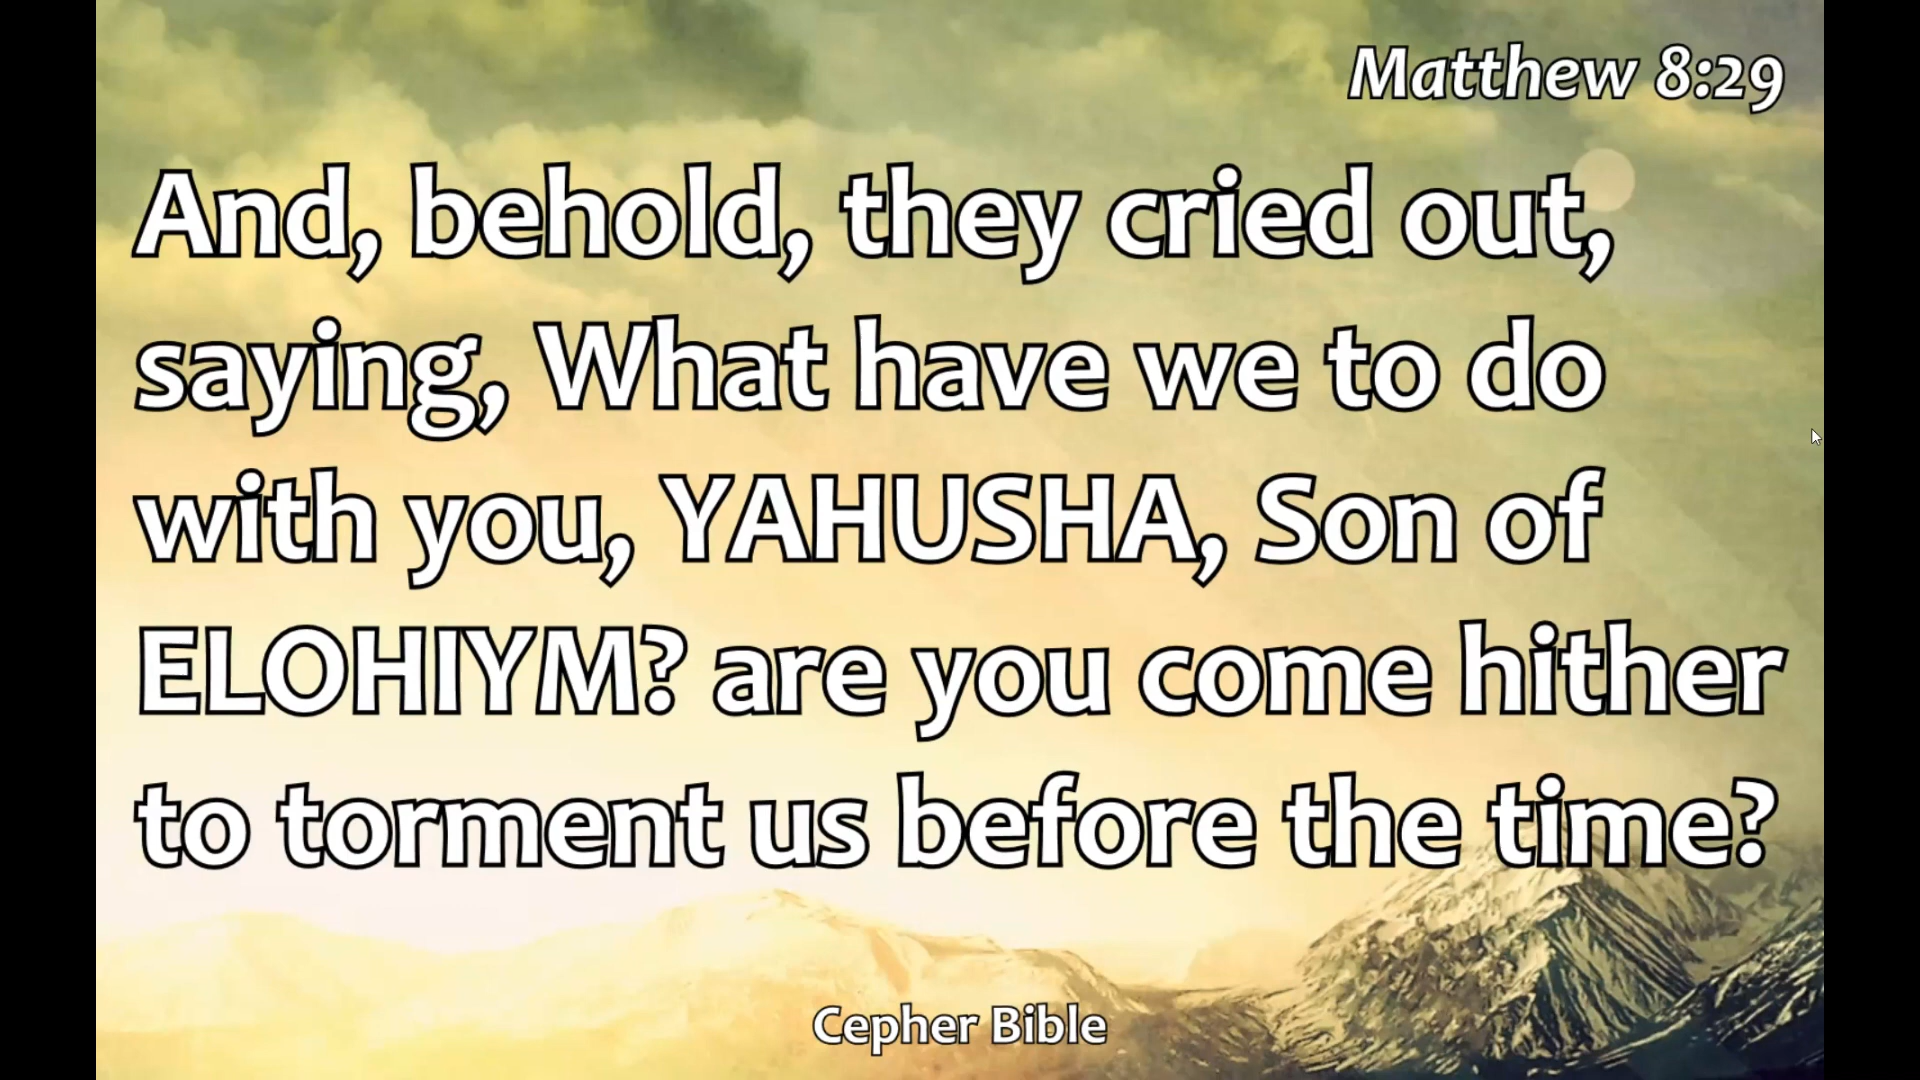 Matthew 8:29
And, behold, they cried out,
saying, What have we to do
with you, YAHUSHA, Son of
ELOHIYM? are you come hither
to torment us before the time?
Cepher Bible